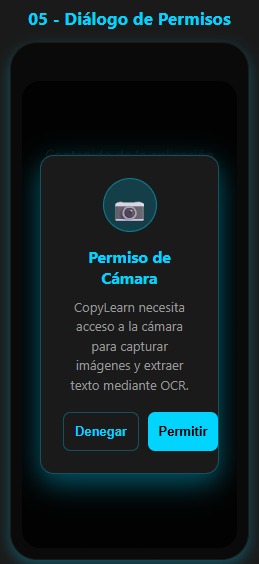 05 - Diálogo de Permisos
Permiso de
Cámara
CopyLearn necesita
acceso a la cámara
para capturar
imágenes y extraer
texto mediante OCR.
Denegar
Permitir